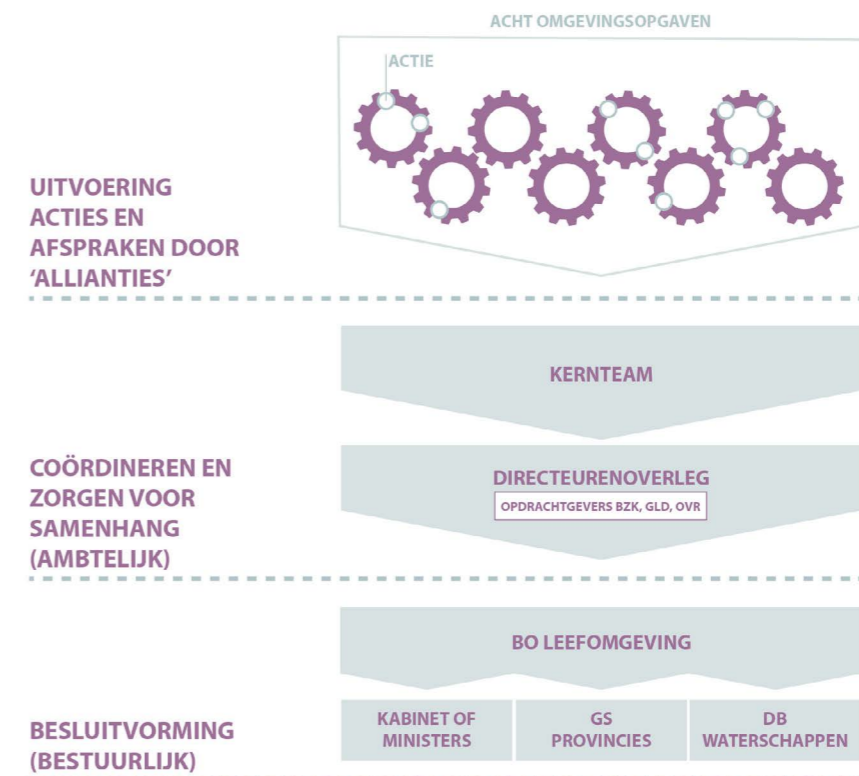 ACHT OMGEVINGSOPGAVEN
ACTIE
UITVOERING
ACTIES EN
AFSPRAKEN DOOR
‘ALLIANTIES’
KERNTEAM
COÖRDINEREN EN
ZORGEN VOOR
SAMENHANG
(AMBTELIJK)
DIRECTEURENOVERLEG
OPDRACHTGEVERS BZK, GLD, OVR
BO LEEFOMGEVING
BESLUITVORMING
(BESTUURLIJK)
KABINET OF
MINISTERS
GS
PROVINCIES
DB
WATERSCHAPPEN